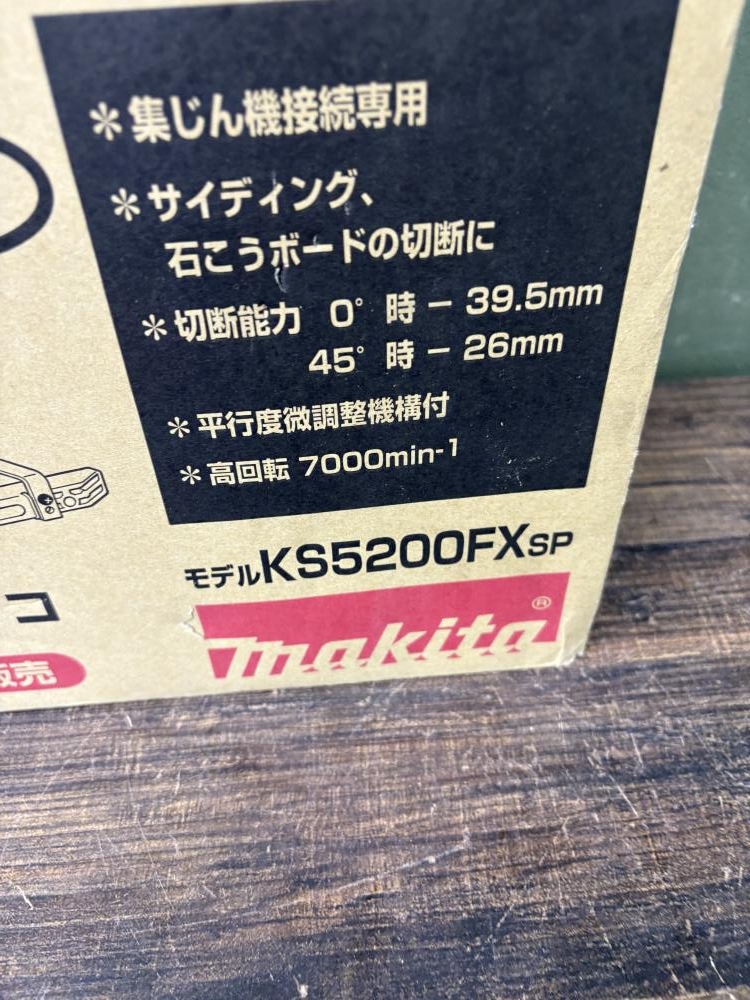 ＊集じん機接続専用
＊サイディング、
石こうボードの切断に
＊切断能力 0°時－39.5mm
45°時－26mm
＊平行度微調整機構付
＊高回転 7000min-1
モデルKS5200FXSP
コ
makita®
販売